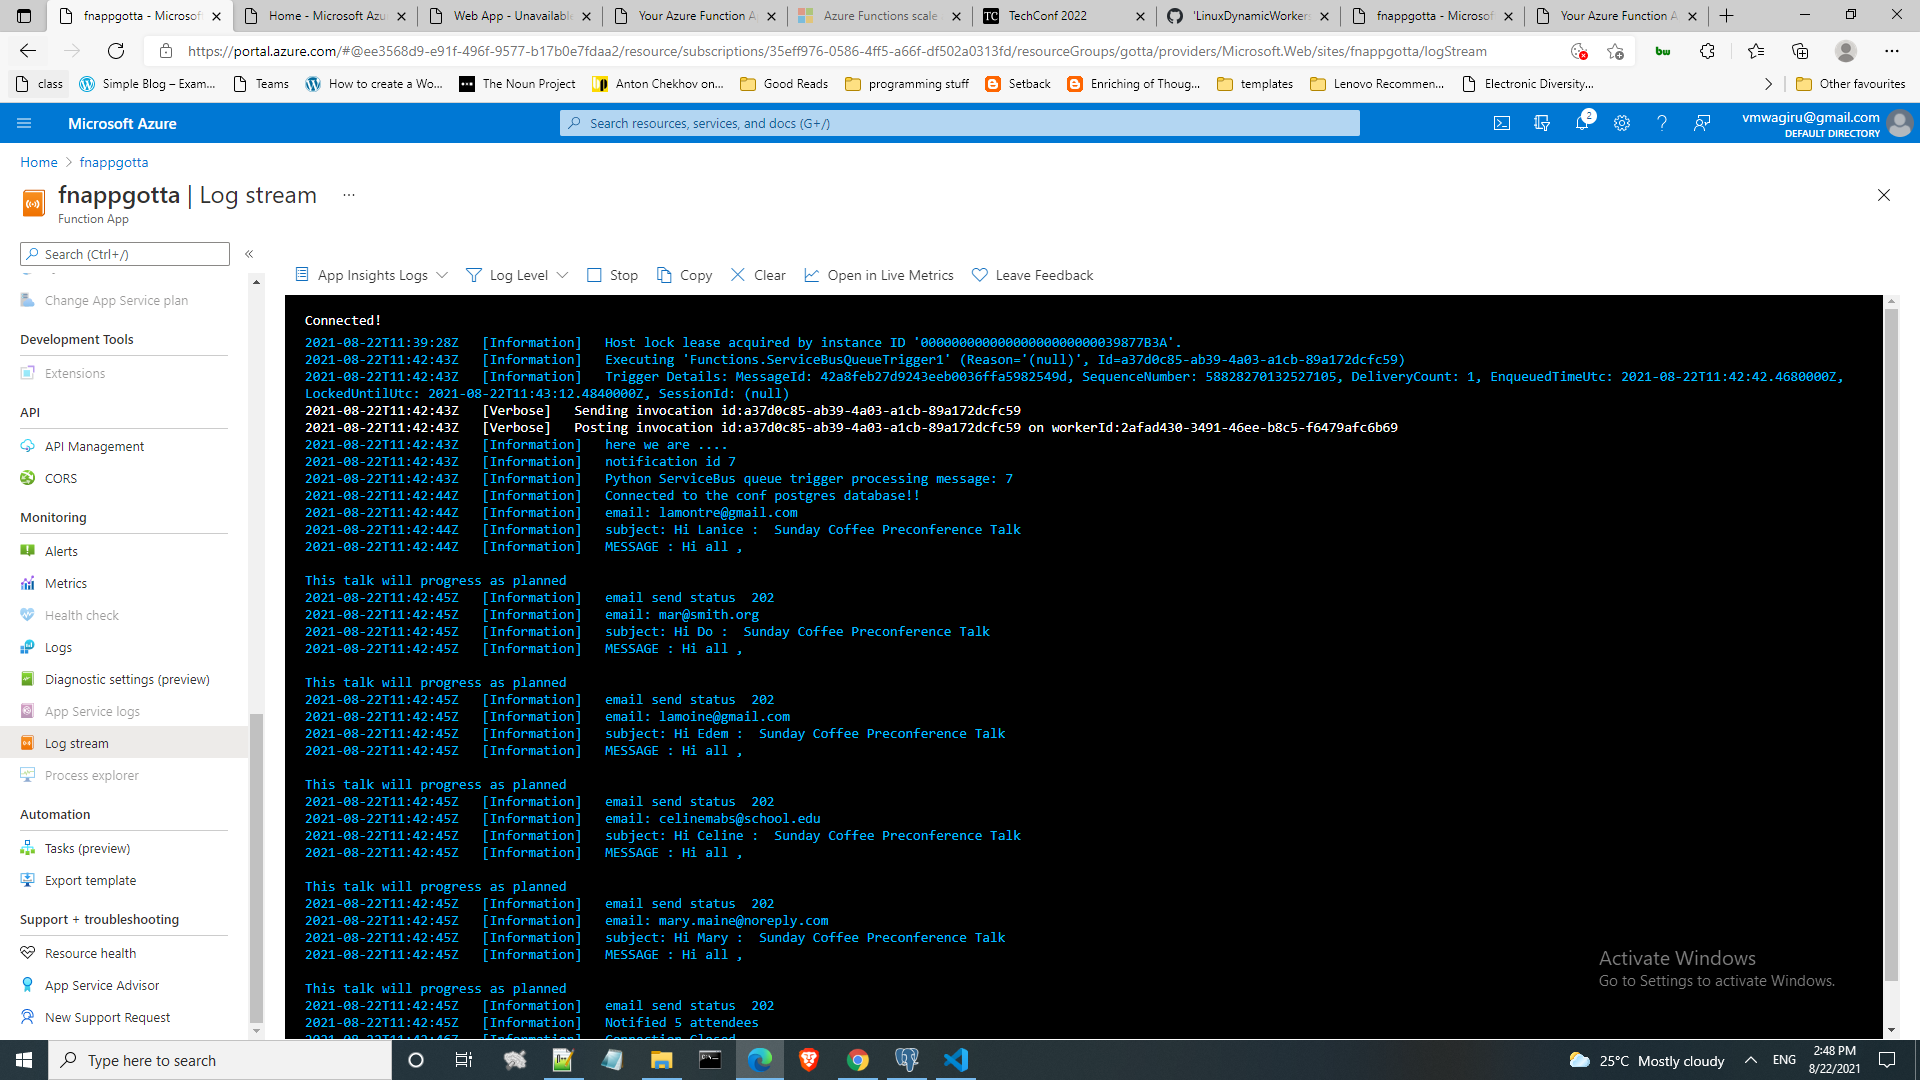 fnappgotta - Microsoft
Home - Microsoft Azu
Web App - Unavailable
Your Azure Function A
Azure Functions scale
TechConf 2022
'LinuxDynamicWorkers
fnappgotta - Microsoft
Your Azure Function A
https://portal.azure.com/#@ee3568d9-e91f-496f-9577-b17b0e7fdaa2/resource/subscriptions/35eff976-0586-4ff5-a66f-df502a0313fd/resourceGroups/gotta/providers/Microsoft.Web/sites/fnappgotta/logStream
bw
class
Simple Blog – Exam...
Teams
How to create a Wo...
The Noun Project
Anton Chekhov on...
Good Reads
programming stuff
Setback
Enriching of Thoug...
templates
Lenovo Recommen...
Electronic Diversity...
Other favourites
Microsoft Azure
Search resources, services, and docs (G+/)
2
vmwagiru@gmail.com
DEFAULT DIRECTORY
Home > fnappgotta
fnappgotta | Log stream ...
Function App
Search (Ctrl+/)
«
Change App Service plan
Development Tools
Extensions
API
API Management
CORS
Monitoring
Alerts
Metrics
Health check
Logs
Diagnostic settings (preview)
App Service logs
Log stream
Process explorer
Automation
Tasks (preview)
Export template
Support + troubleshooting
Resource health
App Service Advisor
New Support Request
App Insights Logs
Log Level
Stop
Copy
Clear
Open in Live Metrics
Leave Feedback
Connected!
2021-08-22T11:39:28Z [Information] Host lock lease acquired by instance ID '00000000000000000000000039877B3A'.
2021-08-22T11:42:43Z [Information] Executing 'Functions.ServiceBusQueueTrigger1' (Reason='(null)', Id=a37d0c85-ab39-4a03-a1cb-89a172dcfc59)
2021-08-22T11:42:43Z [Information] Trigger Details: MessageId: 42a8feb27d9243eeb0036ffa5982549d, SequenceNumber: 58828270132527105, DeliveryCount: 1, EnqueuedTimeUtc: 2021-08-22T11:42:42.4680000Z,
LockedUntilUtc: 2021-08-22T11:43:12.4840000Z, SessionId: (null)
2021-08-22T11:42:43Z [Verbose] Sending invocation id:a37d0c85-ab39-4a03-a1cb-89a172dcfc59
2021-08-22T11:42:43Z [Verbose] Posting invocation id:a37d0c85-ab39-4a03-a1cb-89a172dcfc59 on workerId:2afad430-3491-46ee-b8c5-f6479afc6b69
2021-08-22T11:42:43Z [Information] here we are ....
2021-08-22T11:42:43Z [Information] notification id 7
2021-08-22T11:42:43Z [Information] Python ServiceBus queue trigger processing message: 7
2021-08-22T11:42:44Z [Information] Connected to the conf postgres database!!
2021-08-22T11:42:44Z [Information] email: lamontre@gmail.com
2021-08-22T11:42:44Z [Information] subject: Hi Lanice : Sunday Coffee Preconference Talk
2021-08-22T11:42:44Z [Information] MESSAGE : Hi all ,
This talk will progress as planned
2021-08-22T11:42:45Z [Information] email send status 202
2021-08-22T11:42:45Z [Information] email: mar@smith.org
2021-08-22T11:42:45Z [Information] subject: Hi Do : Sunday Coffee Preconference Talk
2021-08-22T11:42:45Z [Information] MESSAGE : Hi all ,
This talk will progress as planned
2021-08-22T11:42:45Z [Information] email send status 202
2021-08-22T11:42:45Z [Information] email: lamoine@gmail.com
2021-08-22T11:42:45Z [Information] subject: Hi Edem : Sunday Coffee Preconference Talk
2021-08-22T11:42:45Z [Information] MESSAGE : Hi all ,
This talk will progress as planned
2021-08-22T11:42:45Z [Information] email send status 202
2021-08-22T11:42:45Z [Information] email: celinemabs@school.edu
2021-08-22T11:42:45Z [Information] subject: Hi Celine : Sunday Coffee Preconference Talk
2021-08-22T11:42:45Z [Information] MESSAGE : Hi all ,
This talk will progress as planned
2021-08-22T11:42:45Z [Information] email send status 202
2021-08-22T11:42:45Z [Information] email: mary.maine@noreply.com
2021-08-22T11:42:45Z [Information] subject: Hi Mary : Sunday Coffee Preconference Talk
2021-08-22T11:42:45Z [Information] MESSAGE : Hi all ,
This talk will progress as planned
2021-08-22T11:42:45Z [Information] email send status 202
2021-08-22T11:42:45Z [Information] Notified 5 attendees
2021-08-22T11:42:46Z [Information] Connection Closed
Activate Windows
Go to Settings to activate Windows.
Type here to search
25°C Mostly cloudy
ENG
2:48 PM
8/22/2021